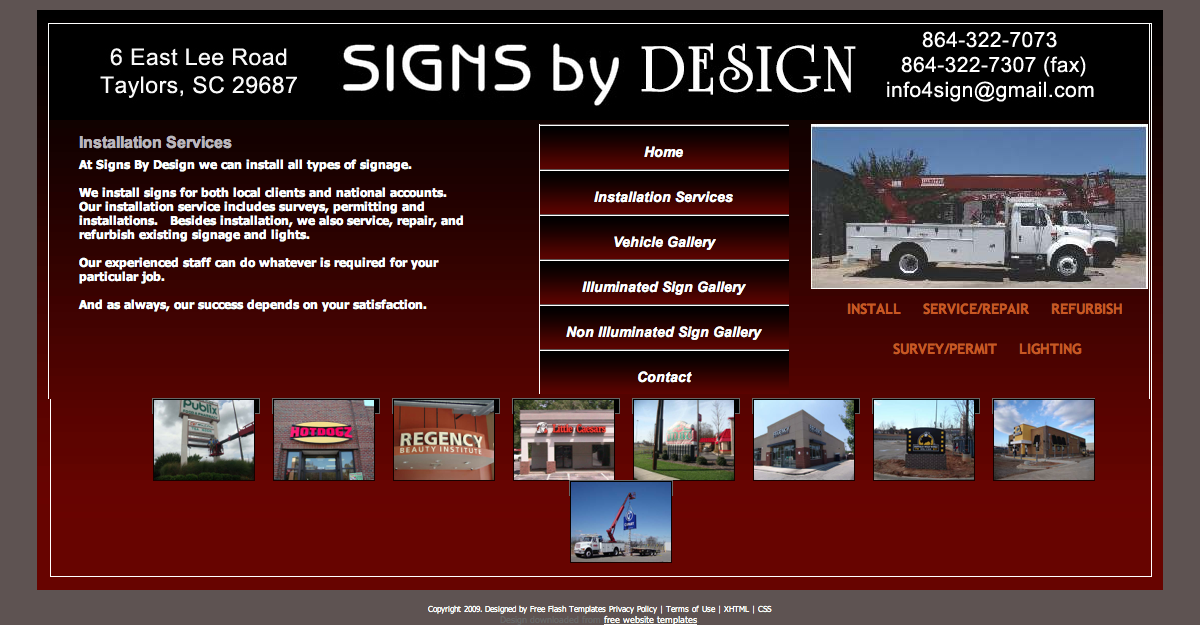 6 East Lee Road
Taylors, SC 29687
SIGNS by DESIGN
864-322-7073
864-322-7307 (fax)
info4sign@gmail.com
Installation Services
At Signs By Design we can install all types of signage.
We install signs for both local clients and national accounts.
Our installation service includes surveys, permitting and
installations. Besides installation, we also service, repair, and
refurbish existing signage and lights.
Our experienced staff can do whatever is required for your
particular job.
And as always, our success depends on your satisfaction.
Home
Installation Services
Vehicle Gallery
Illuminated Sign Gallery
Non Illuminated Sign Gallery
Contact
INSTALL SERVICE/REPAIR REFURBISH
SURVEY/PERMIT LIGHTING
Publix
HOTDOGZ
REGENCY
BEAUTY INSTITUTE
Little Caesars
Copyright 2009. Designed by Free Flash Templates Privacy Policy | Terms of Use | XHTML | CSS
Design downloaded from free website templates